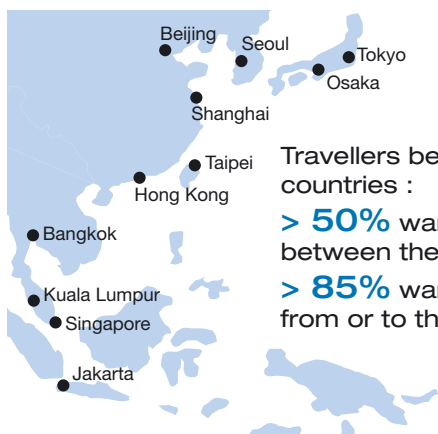 Beijing
Seoul
Tokyo
Osaka
Shanghai
Taipei
Hong Kong
Bangkok
Kuala Lumpur
Singapore
Jakarta
Travellers be
countries :
> 50% wa
between the
> 85% wa
from or to th